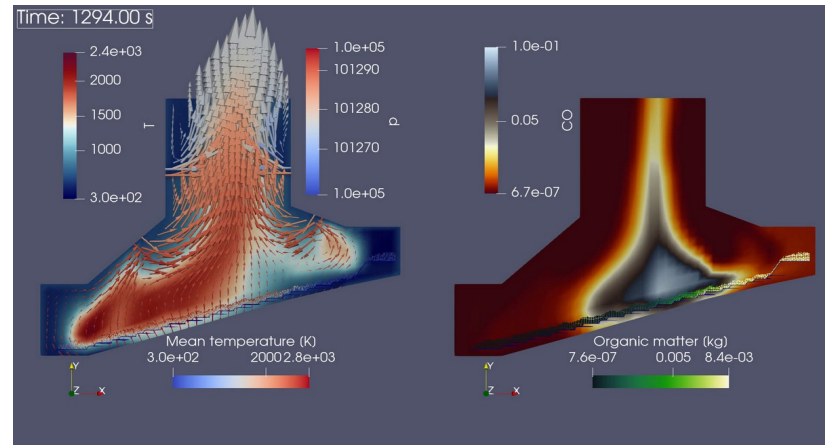 Time: 1294.00 s
2.4e+03
2000
1500
1000
3.0e+02
T
1.0e+05
101290
101280
101270
1.0e+05
p
Mean temperature (K)
3.0e+02 2000 2.8e+03
Y
Z X
1.0e-01
0.05
6.7e-07
CO
Organic matter (kg)
7.6e-07 0.005 8.4e-03
Y
Z X